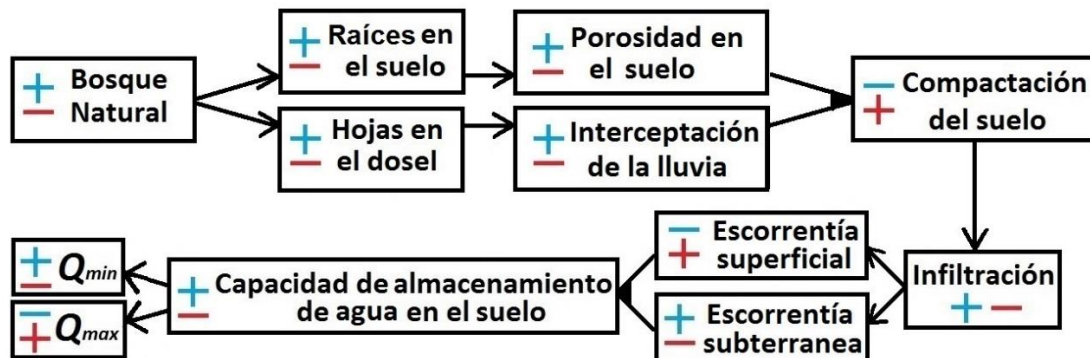 + Bosque
− Natural
+ Raíces en
− el suelo
+ Hojas en
− el dosel
+ Porosidad en
− el suelo
+ Interceptación
− de la lluvia
− Compactación
+ del suelo
Infiltración
+ −
− Escorrentía
+ superficial
+ Escorrentía
− subterranea
+ Capacidad de almacenamiento
− de agua en el suelo
+ − Qmin
− + Qmax